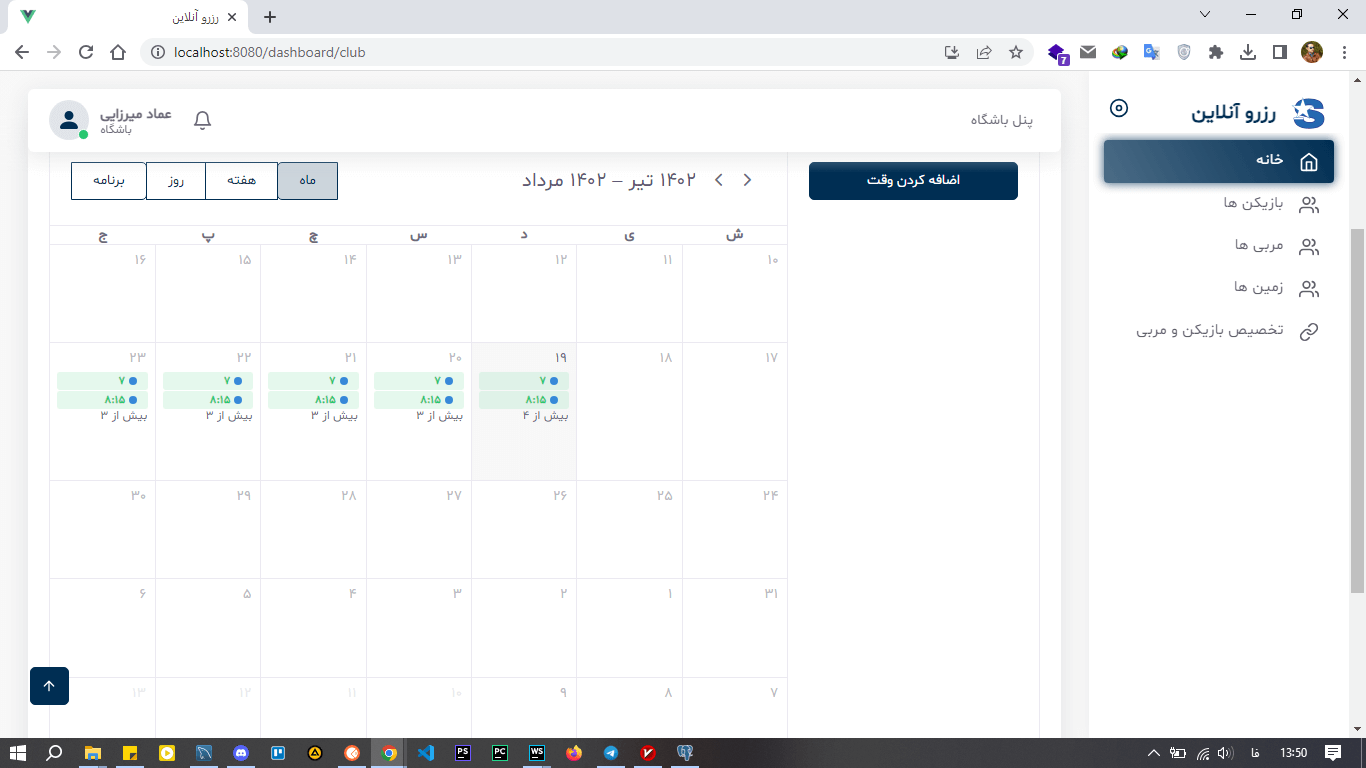 رزرو آنلاین
localhost:8080/dashboard/club
7
رزرو آنلاین
خانه
بازیکن ها
مربی ها
زمین ها
تخصیص بازیکن و مربی
پنل باشگاه
عماد میرزایی
باشگاه
اضافه کردن وقت
۱۴۰۲ تیر – ۱۴۰۲ مرداد
ماه هفته روز برنامه
ش ی د س چ پ ج
۱۰ ۱۱ ۱۲ ۱۳ ۱۴ ۱۵ ۱۶
۱۷ ۱۸ ۱۹ ۲۰ ۲۱ ۲۲ ۲۳
۷ ۷ ۷ ۷ ۷
۸:۱۵ ۸:۱۵ ۸:۱۵ ۸:۱۵ ۸:۱۵
بیش از ۴ بیش از ۳ بیش از ۳ بیش از ۳ بیش از ۳
۲۴ ۲۵ ۲۶ ۲۷ ۲۸ ۲۹ ۳۰
۳۱ ۱ ۲ ۳ ۴ ۵ ۶
۷ ۸ ۹ ۱۰ ۱۱ ۱۲ ۱۳
PS PC WS
فا 13:50